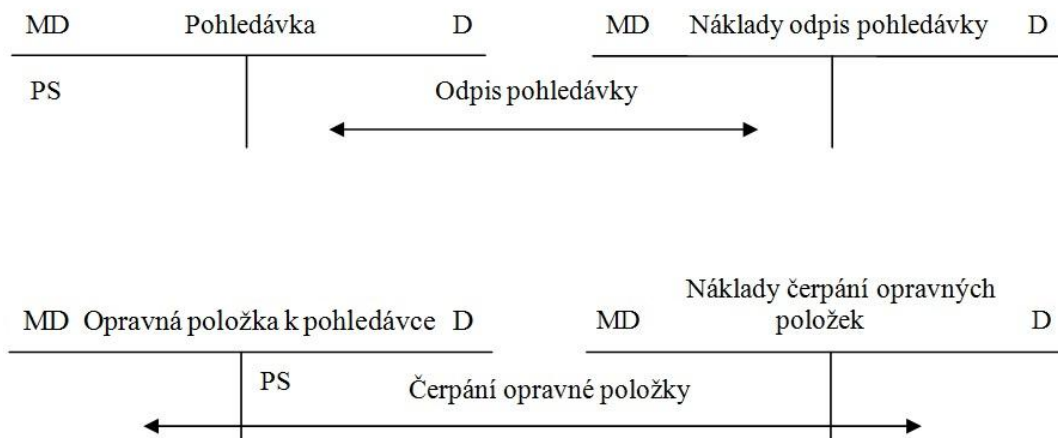 MD Pohledávka D MD Náklady odpis pohledávky D
PS Odpis pohledávky
Náklady čerpání opravných
MD Opravná položka k pohledávce D MD položek D
PS Čerpání opravné položky